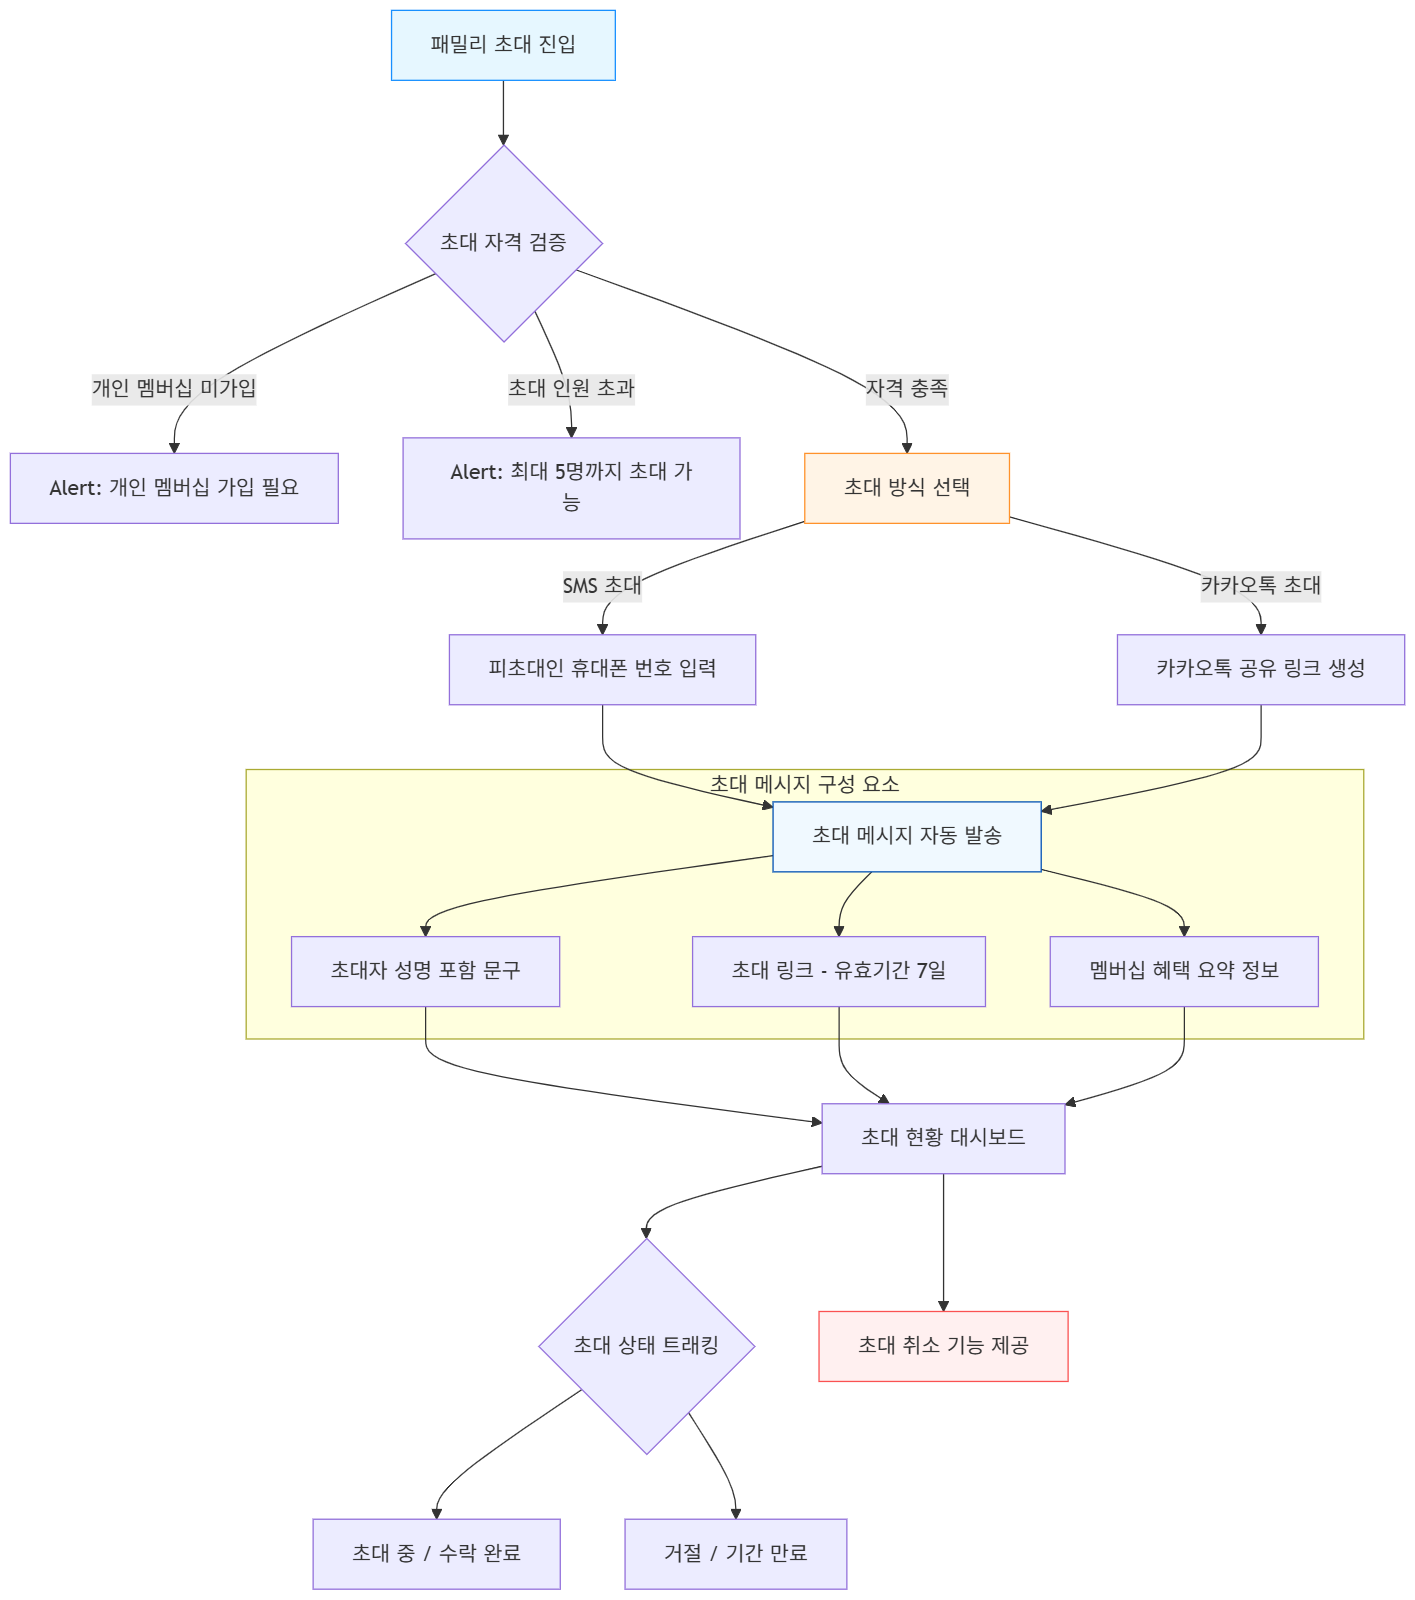 패밀리 초대 진입
초대 자격 검증
개인 멤버십 미가입
초대 인원 초과
자격 충족
Alert: 개인 멤버십 가입 필요
Alert: 최대 5명까지 초대 가
능
초대 방식 선택
SMS 초대
카카오톡 초대
피초대인 휴대폰 번호 입력
카카오톡 공유 링크 생성
초대 메시지 구성 요소
초대 메시지 자동 발송
초대자 성명 포함 문구
초대 링크 - 유효기간 7일
멤버십 혜택 요약 정보
초대 현황 대시보드
초대 상태 트래킹
초대 취소 기능 제공
초대 중 / 수락 완료
거절 / 기간 만료